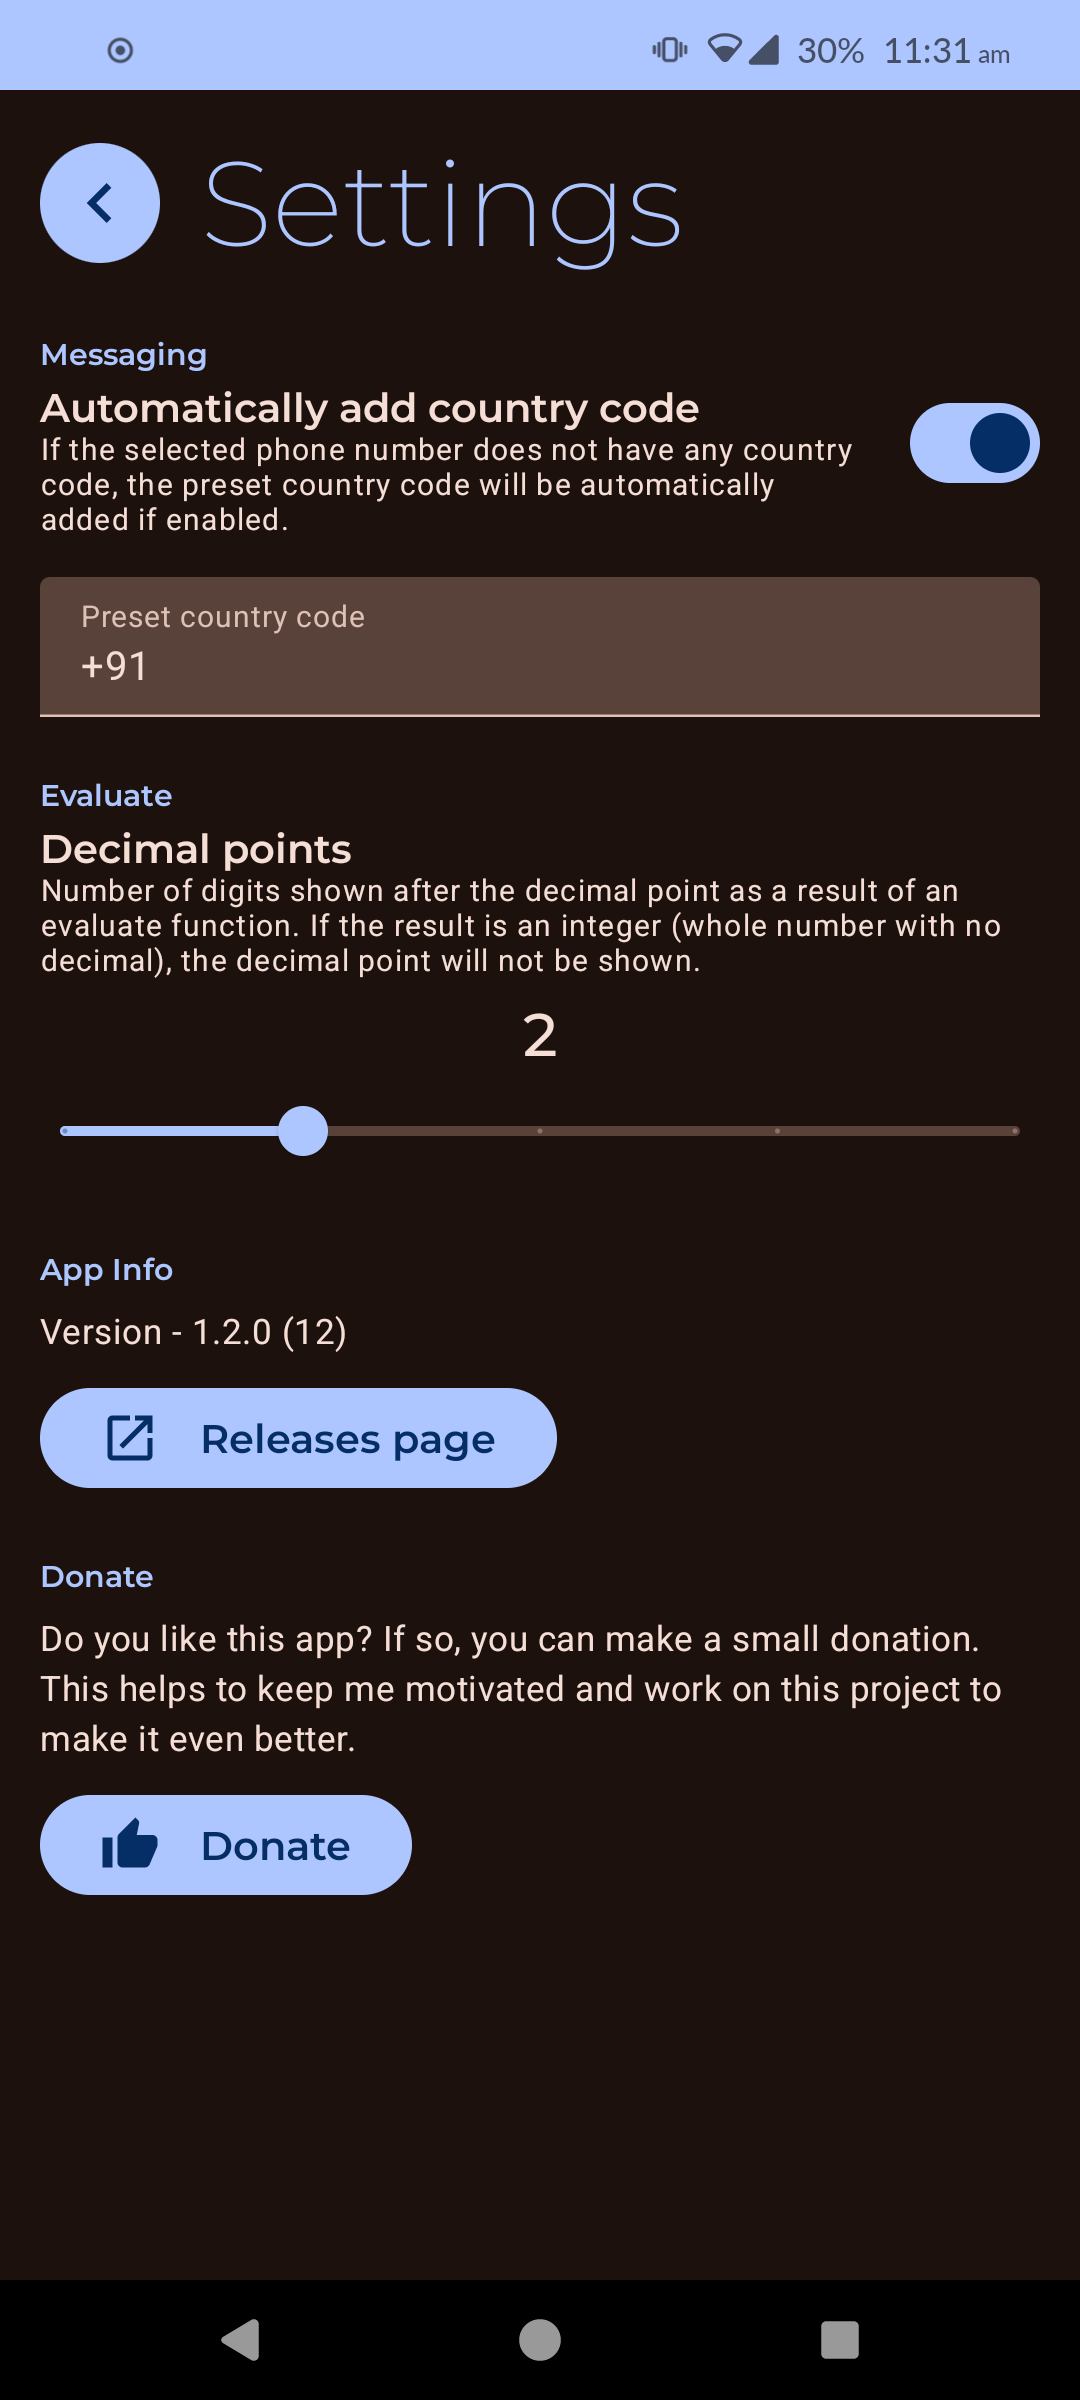 30% 11:31 am
Settings
Messaging
Automatically add country code
If the selected phone number does not have any country
code, the preset country code will be automatically
added if enabled.
Preset country code
+91
Evaluate
Decimal points
Number of digits shown after the decimal point as a result of an
evaluate function. If the result is an integer (whole number with no
decimal), the decimal point will not be shown.
2
App Info
Version - 1.2.0 (12)
Releases page
Donate
Do you like this app? If so, you can make a small donation.
This helps to keep me motivated and work on this project to
make it even better.
Donate